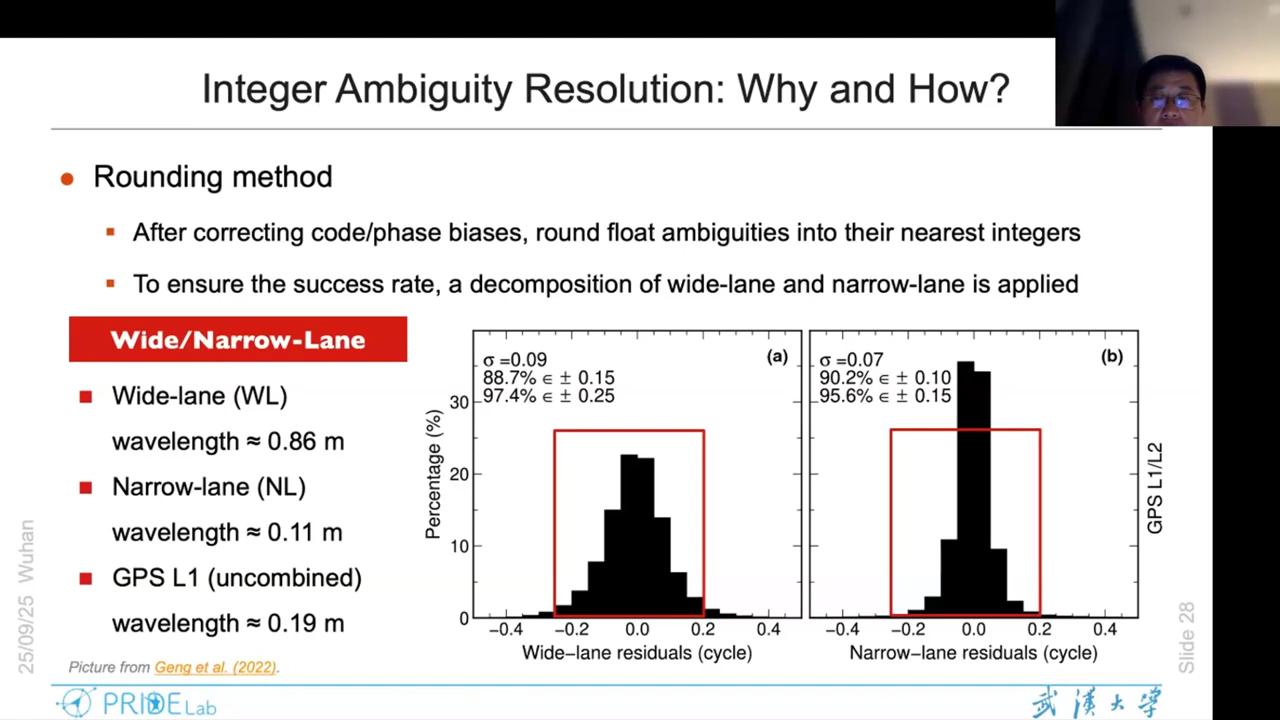 Integer Ambiguity Resolution: Why and How?
Rounding method
After correcting code/phase biases, round float ambiguities into their nearest integers
To ensure the success rate, a decomposition of wide-lane and narrow-lane is applied
Wide/Narrow-Lane
Wide-lane (WL)
wavelength ≈ 0.86 m
Narrow-lane (NL)
wavelength ≈ 0.11 m
GPS L1 (uncombined)
wavelength ≈ 0.19 m
Picture from Geng et al. (2022).
Percentage (%)
30
20
10
0
σ =0.09
88.7% ∈ ± 0.15
97.4% ∈ ± 0.25
(a)
−0.4 −0.2 0.0 0.2 0.4
Wide−lane residuals (cycle)
σ =0.07
90.2% ∈ ± 0.10
95.6% ∈ ± 0.15
(b)
−0.4 −0.2 0.0 0.2 0.4
Narrow−lane residuals (cycle)
GPS L1/L2
25/09/25 Wuhan
Slide 28
PRIDE Lab
武汉大学